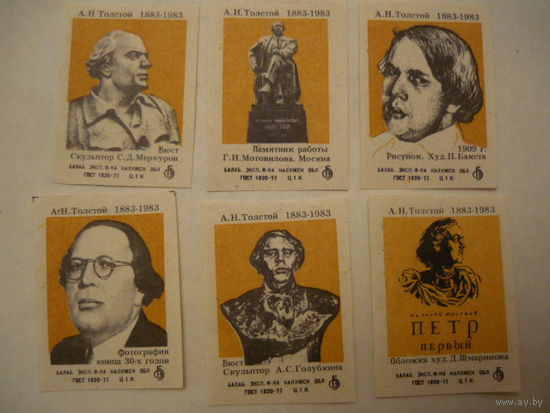 А.Н Толстой 1883-1983
Бюст
Скульптор С.Д.Меркуров
БАЛАБ. ЭКСП. Ф-КА КАЛУЖСК ОБЛ
ГОСТ 1820-77 Ц.1 К.
А.Н.Толстой 1883-1983
ТОЛСТОЙ
Памятник работы
Г.И.Мотовилова. Москва
БАЛАБ. ЭКСП. Ф-КА КАЛУЖСК ОБЛ
ГОСТ 1820-77 Ц.1 К.
А.Н.Толстой 1883-1983
1909 г.
Рисунок. Худ.Л.Бакста
БАЛАБ. ЭКСП. Ф-КА КАЛУЖСК ОБЛ
ГОСТ 1820-77 Ц.1 К.
А.Н.Толстой 1883-1983
Фотография
конца 30-х годов
БАЛАБ. ЭКСП. Ф-КА КАЛУЖСК ОБЛ
ГОСТ 1820-77 Ц.1 К.
А.Н.Толстой 1883-1983
Бюст
Скульптор А.С.Голубкина
БАЛАБ. ЭКСП. Ф-КА КАЛУЖСК ОБЛ
ГОСТ 1820-77 Ц.1 К.
А.Н.Толстой 1883-1983
АЛЕКСЕЙ ТОЛСТОЙ
ПЕТР
ПЕРВЫЙ
Обложка худ.Д.Шмаринова
БАЛАБ. ЭКСП. Ф-КА КАЛУЖСК ОБЛ
ГОСТ 1820-77 Ц.1 К.
www.ay.by